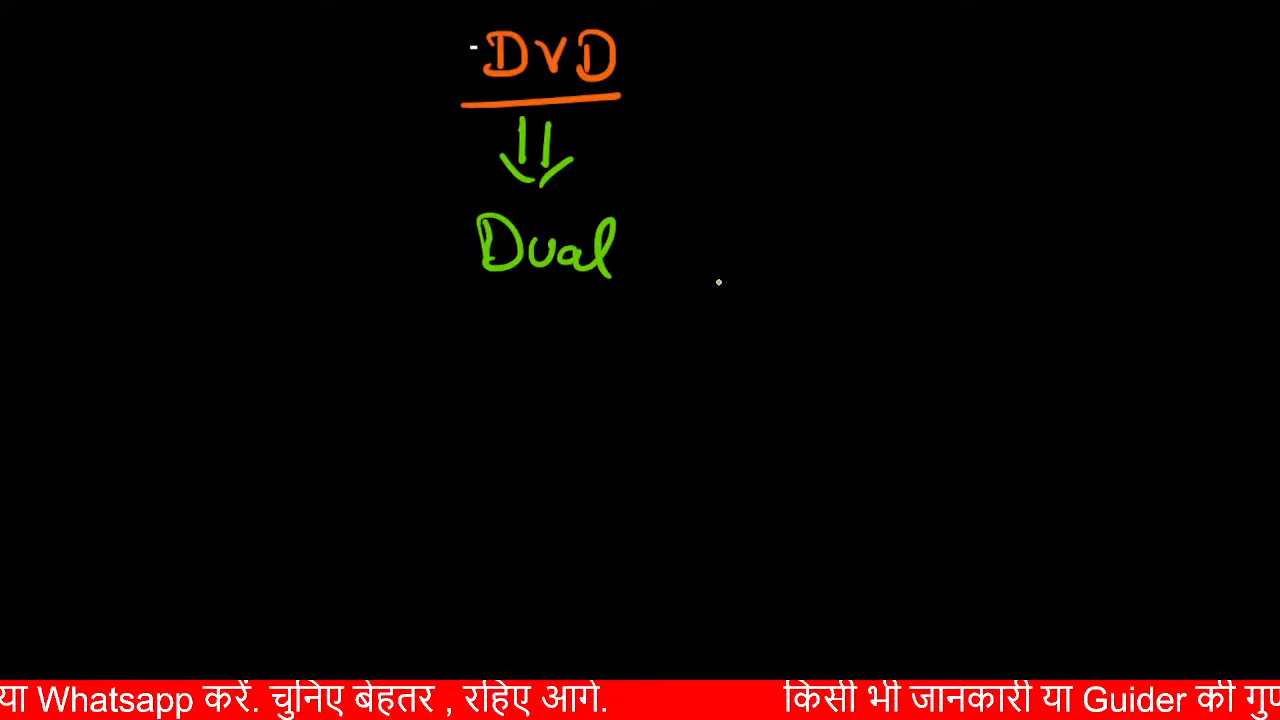 DVD
Dual
या Whatsapp करें. चुनिए बेहतर , रहिए आगे. किसी भी जानकारी या Guider की गुण